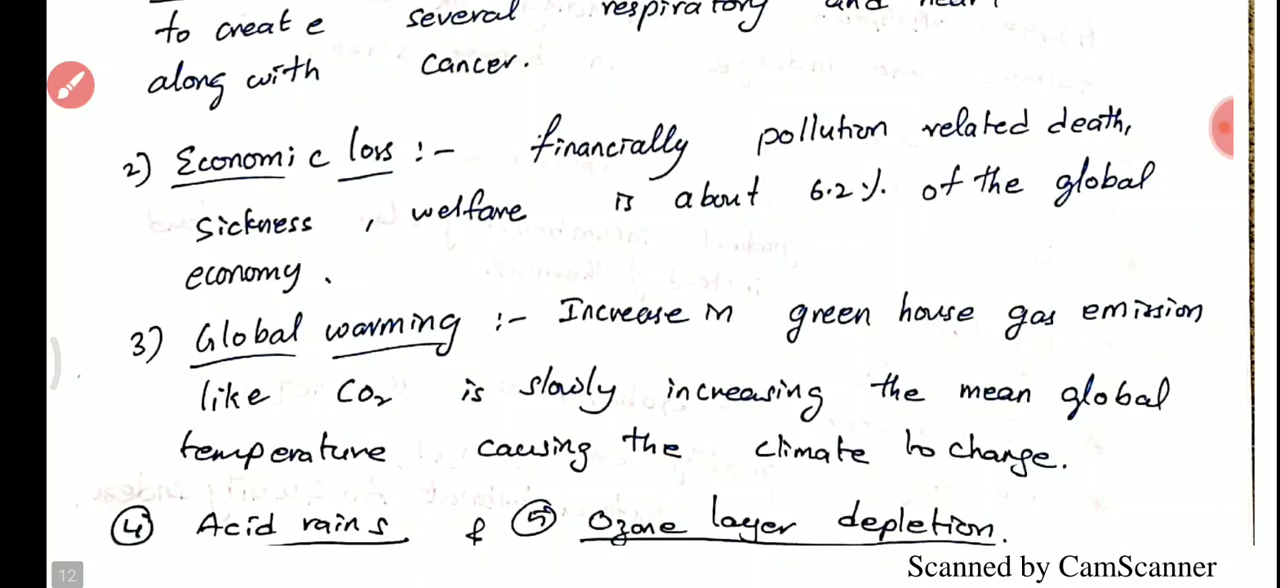 to create several respiratory and heart
along with cancer.
2) Economic loss :- financially pollution related death,
sickness , welfare is about 6.2 %. of the global
economy .
3) Global warming :- Increase in green house gas emission
like CO₂ is slowly increasing the mean global
temperature causing the climate to change.
④ Acid rains & ⑤ Ozone layer depletion.
Scanned by CamScanner
12